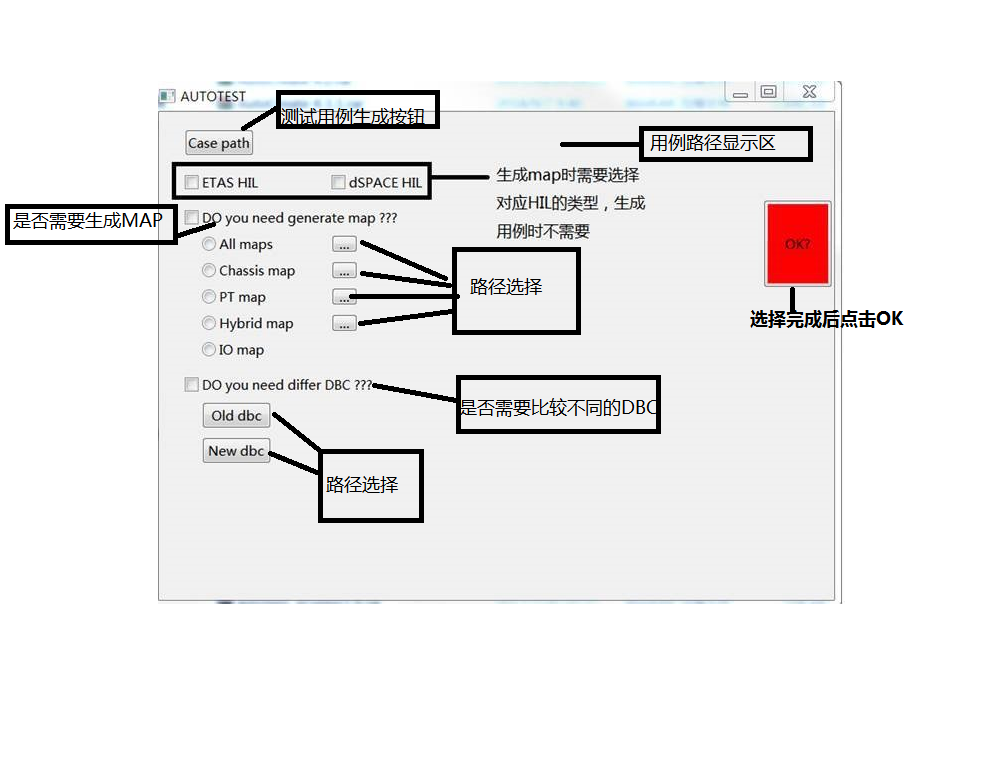 AUTOTEST
测试用例生成按钮
Case path
用例路径显示区
ETAS HIL
dSPACE HIL
生成map时需要选择
对应HIL的类型，生成
用例时不需要
是否需要生成MAP
DO you need generate map ???
All maps
...
Chassis map
...
PT map
...
Hybrid map
...
IO map
路径选择
OK?
选择完成后点击OK
DO you need differ DBC ???
是否需要比较不同的DBC
Old dbc
New dbc
路径选择